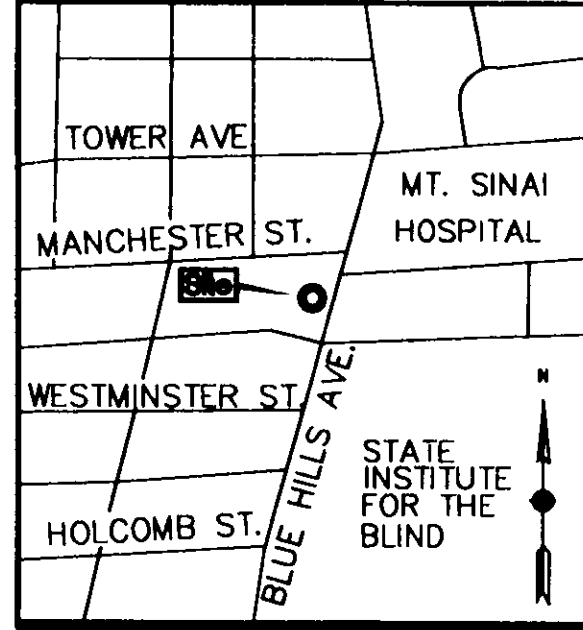 TOWER AVE
MT. SINAI
HOSPITAL
MANCHESTER ST.
Site
WESTMINSTER ST.
BLUE HILLS AVE.
N
STATE
INSTITUTE
FOR THE
BLIND
HOLCOMB ST.